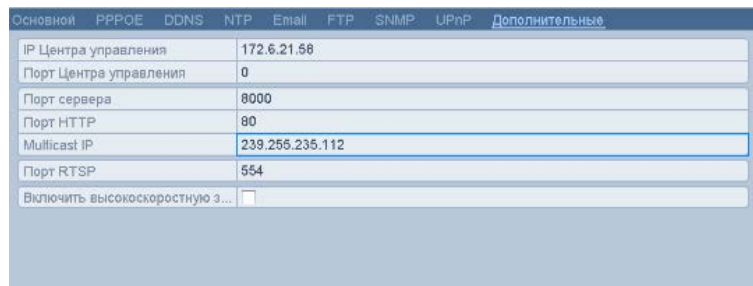 Основной PPPOE DDNS NTP Email FTP SNMP UPnP Дополнительные
IP Центра управления 172.6.21.58
Порт Центра управления 0
Порт сервера 8000
Порт HTTP 80
Multicast IP 239.255.235.112
Порт RTSP 554
Включить высокоскоростную з...